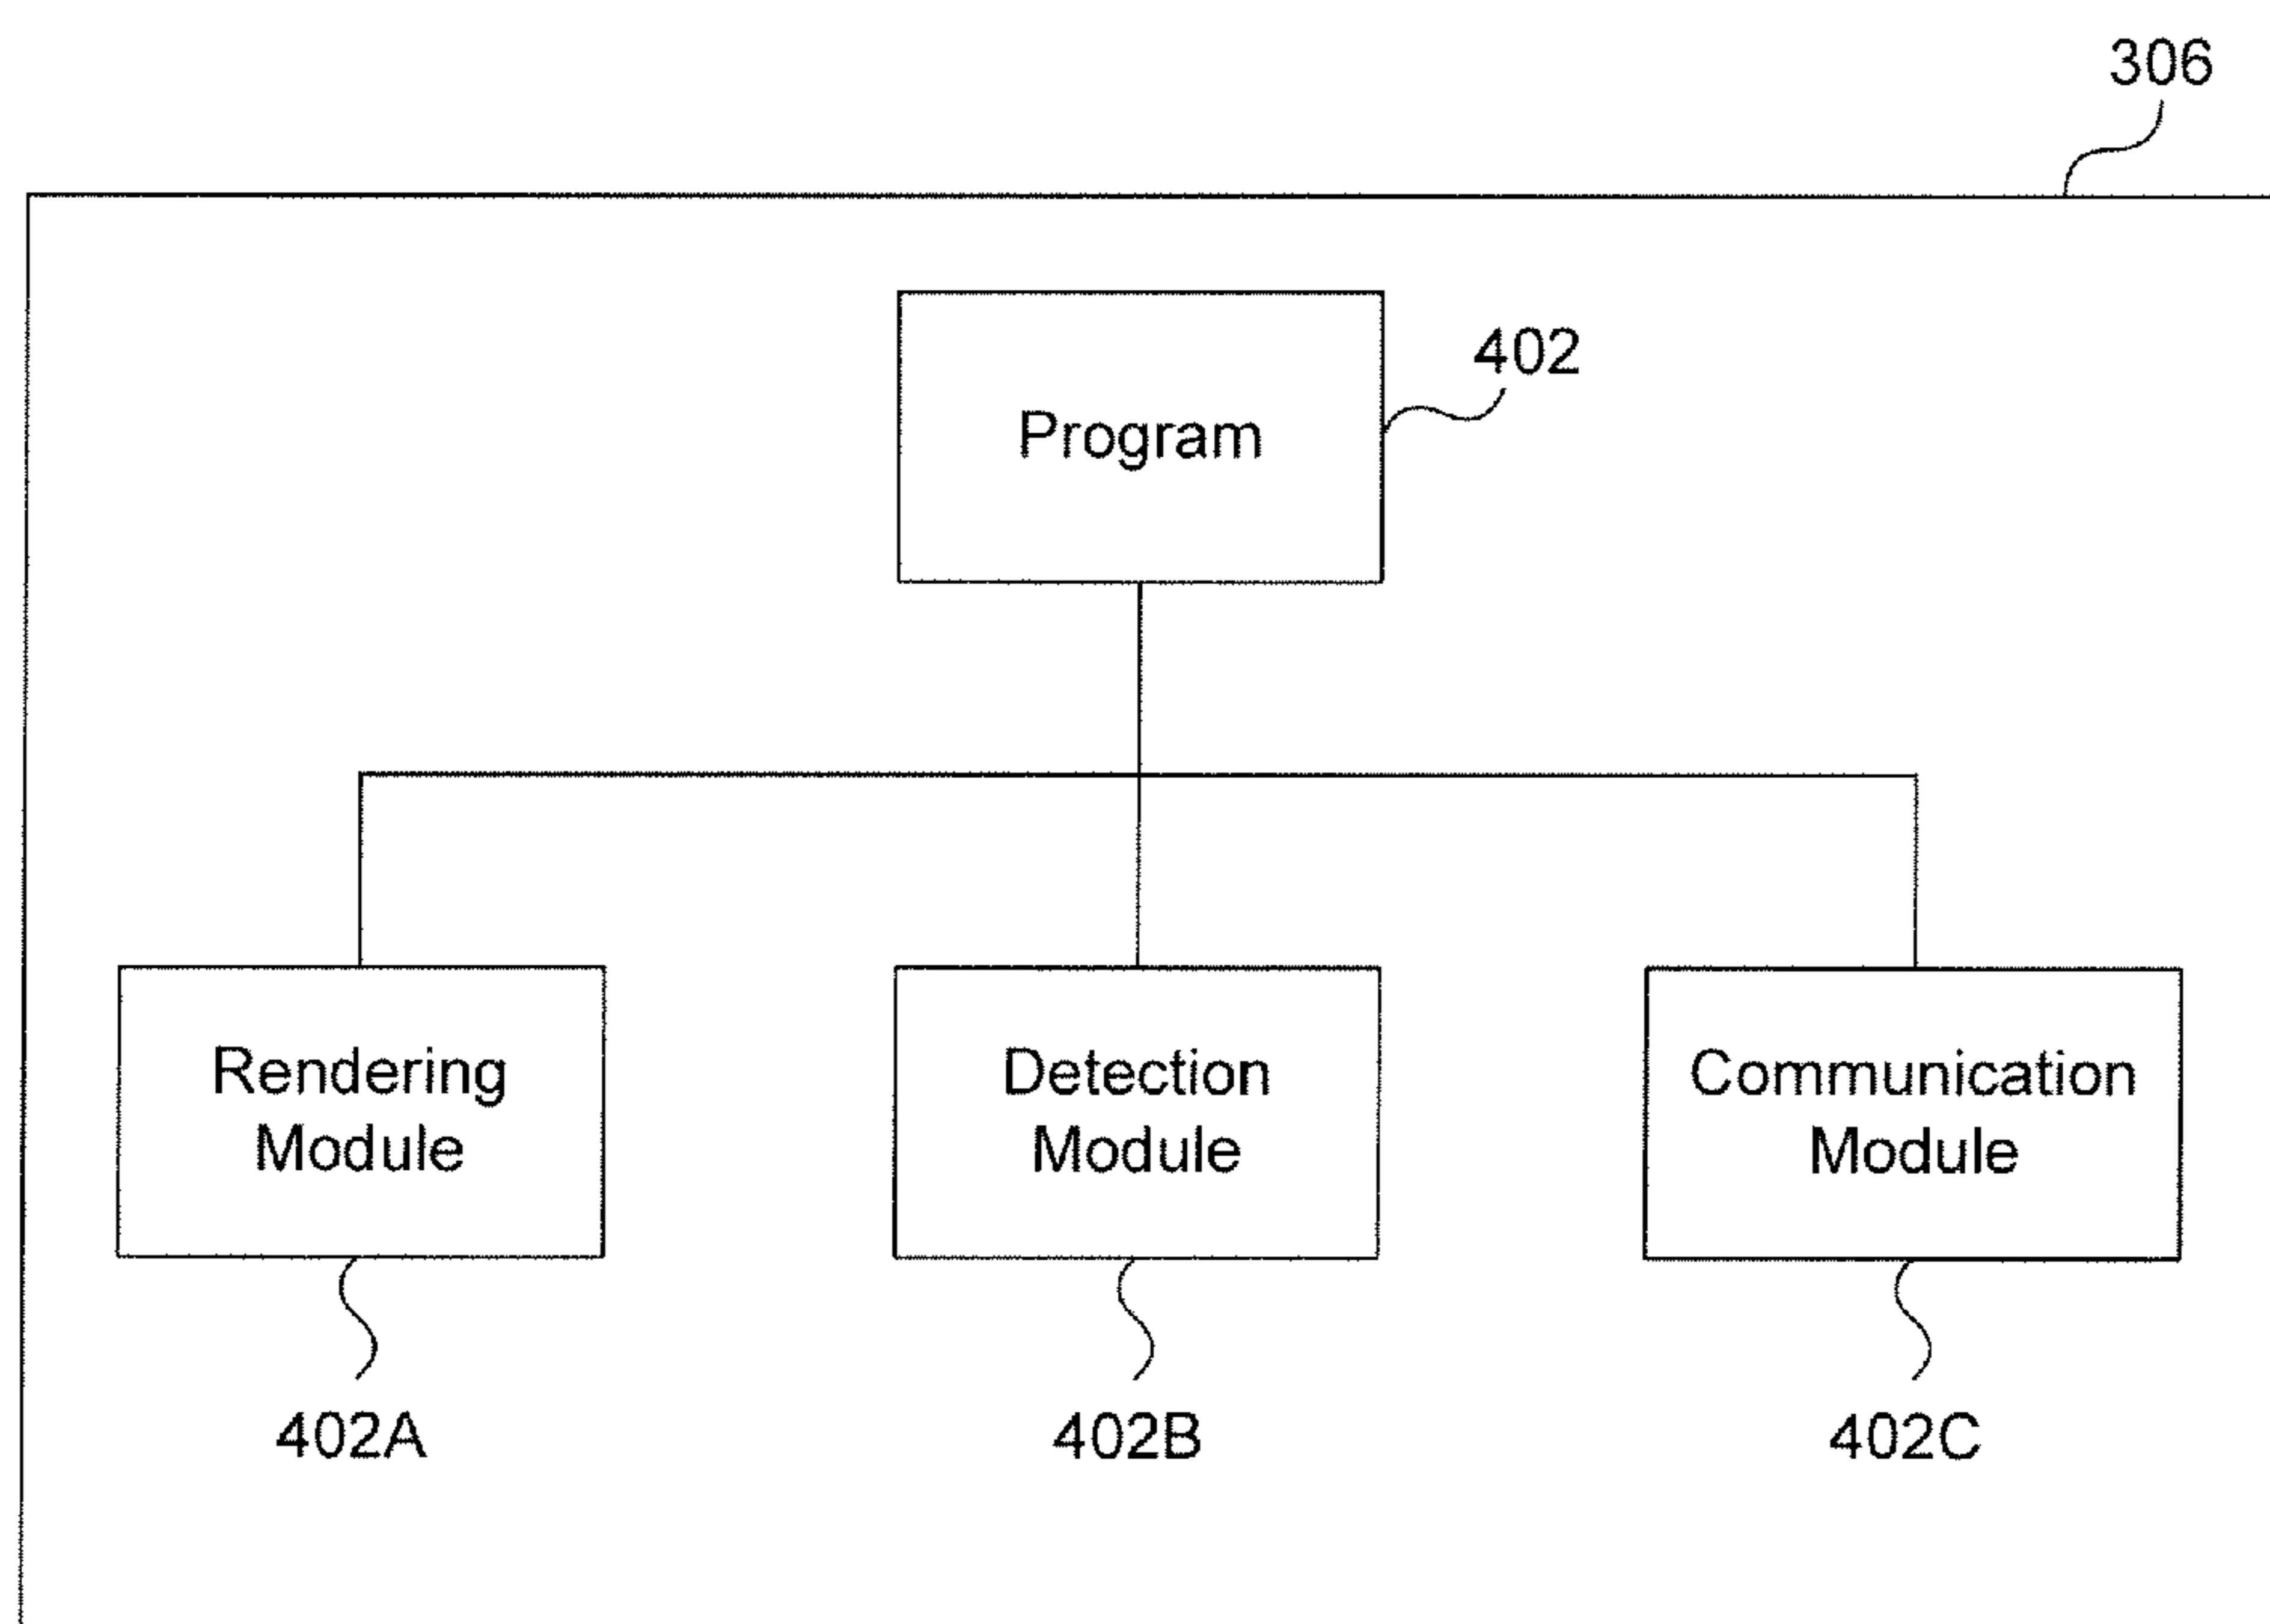 306
402
Program
Rendering
Module
Detection
Module
Communication
Module
402A
402B
402C